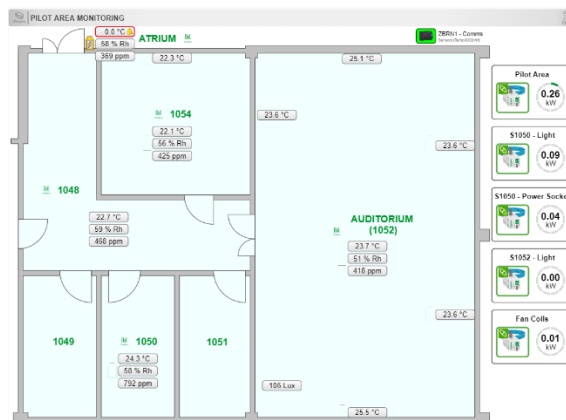 PILOT AREA MONITORING
0.0 °C
58 % Rh
369 ppm
ATRIUM
ZBRN1 - Comms
22.3 °C
25.1 °C
Pilot Area
0.26
kW
1054
22.1 °C
56 % Rh
425 ppm
23.6 °C
23.6 °C
S1050 - Light
0.09
kW
1048
22.7 °C
59 % Rh
468 ppm
S1050 - Power Socke
0.04
kW
AUDITORIUM
(1052)
23.7 °C
51 % Rh
418 ppm
S1052 - Light
0.00
kW
23.6 °C
Fan Coils
0.01
kW
1049
1050
1051
24.3 °C
58 % Rh
792 ppm
106 Lux
25.5 °C